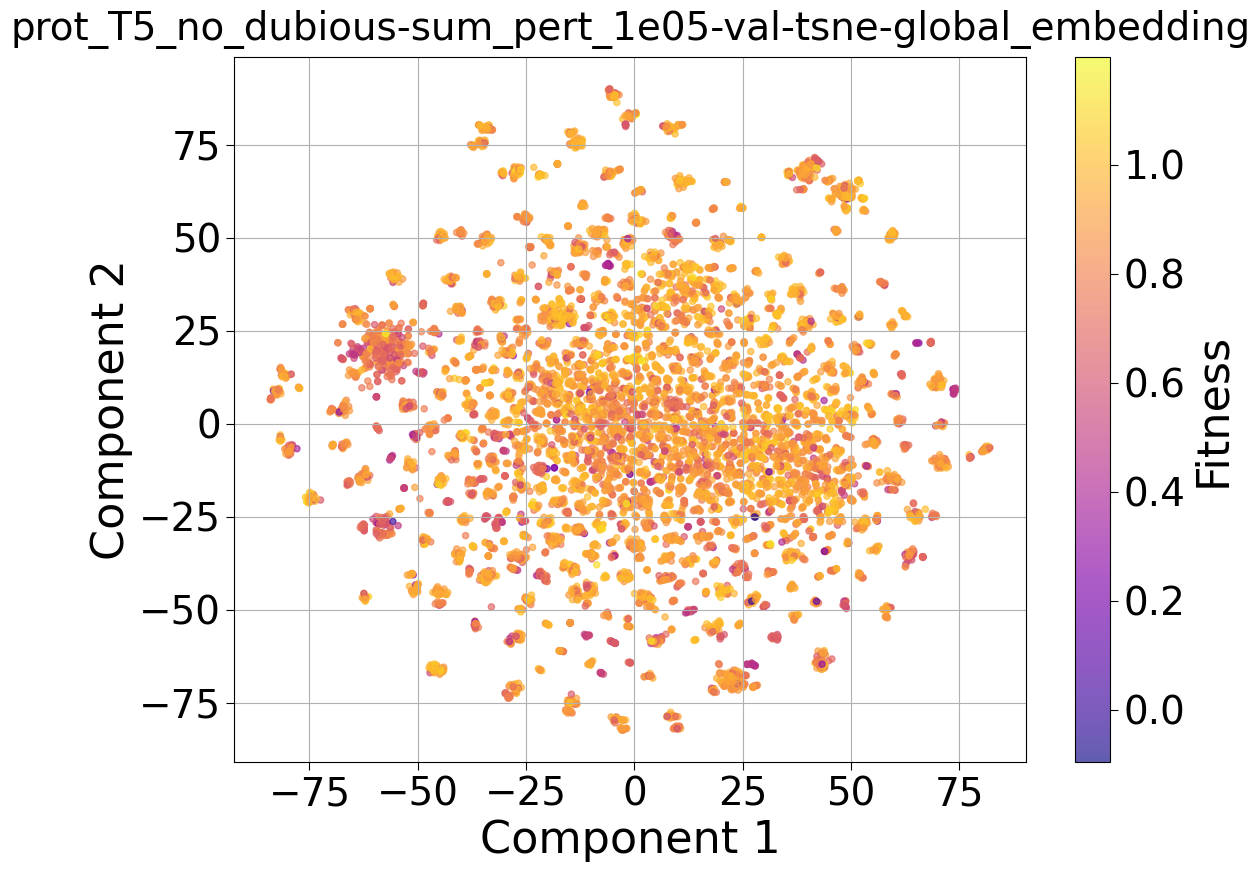 prot_T5_no_dubious-sum_pert_1e05-val-tsne-global_embedding
75
50
25
0
−25
−50
−75
Component 2
−75 −50 −25 0 25 50 75
Component 1
1.0
0.8
0.6
0.4
0.2
0.0
Fitness